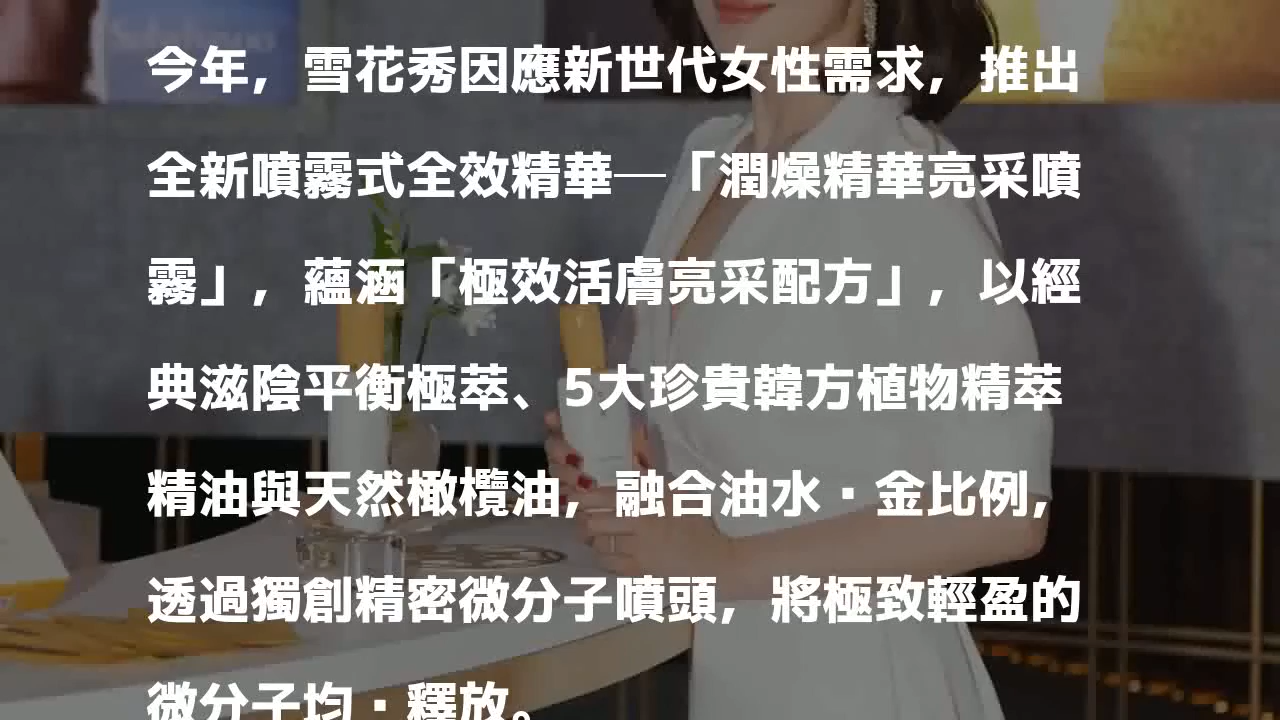 今年，雪花秀因應新世代女性需求，推出
全新噴霧式全效精華─「潤燥精華亮采噴
霧」，蘊涵「極效活膚亮采配方」，以經
典滋陰平衡極萃、5大珍貴韓方植物精萃
精油與天然橄欖油，融合油水・金比例，
透過獨創精密微分子噴頭，將極致輕盈的
微分子均・釋放。